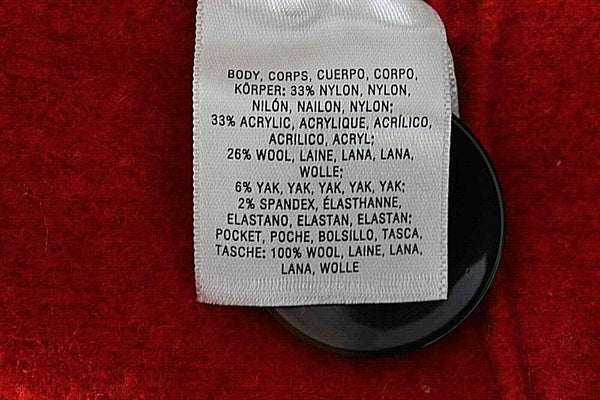 BODY, CORPS, CUERPO, CORPO,
KÖRPER: 33% NYLON, NYLON,
NILÓN, NAILON, NYLON;
33% ACRYLIC, ACRYLIQUE, ACRÍLICO,
ACRILICO, ACRYL;
26% WOOL, LAINE, LANA, LANA,
WOLLE;
6% YAK, YAK, YAK, YAK, YAK;
2% SPANDEX, ÉLASTHANNE,
ELASTANO, ELASTAN, ELASTAN;
POCKET, POCHE, BOLSILLO, TASCA,
TASCHE: 100% WOOL, LAINE, LANA,
LANA, WOLLE